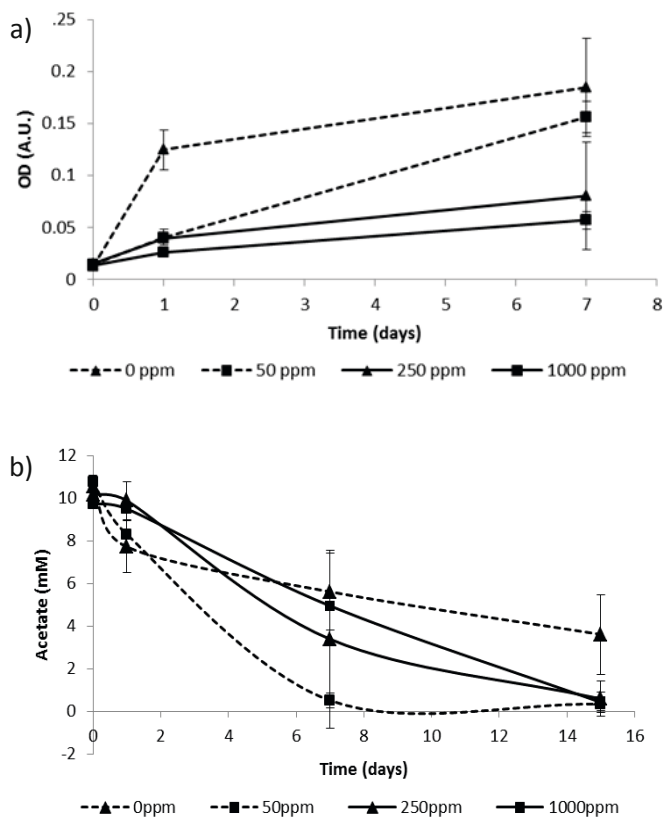 a)
.25
0.2
0.15
0.1
0.05
0
OD (A.U.)
0 1 2 3 4 5 6 7 8
Time (days)
0 ppm 50 ppm 250 ppm 1000 ppm
b)
12
10
8
6
4
2
0
-2
Acetate (mM)
0 2 4 6 8 10 12 14 16
Time (days)
0ppm 50ppm 250ppm 1000ppm